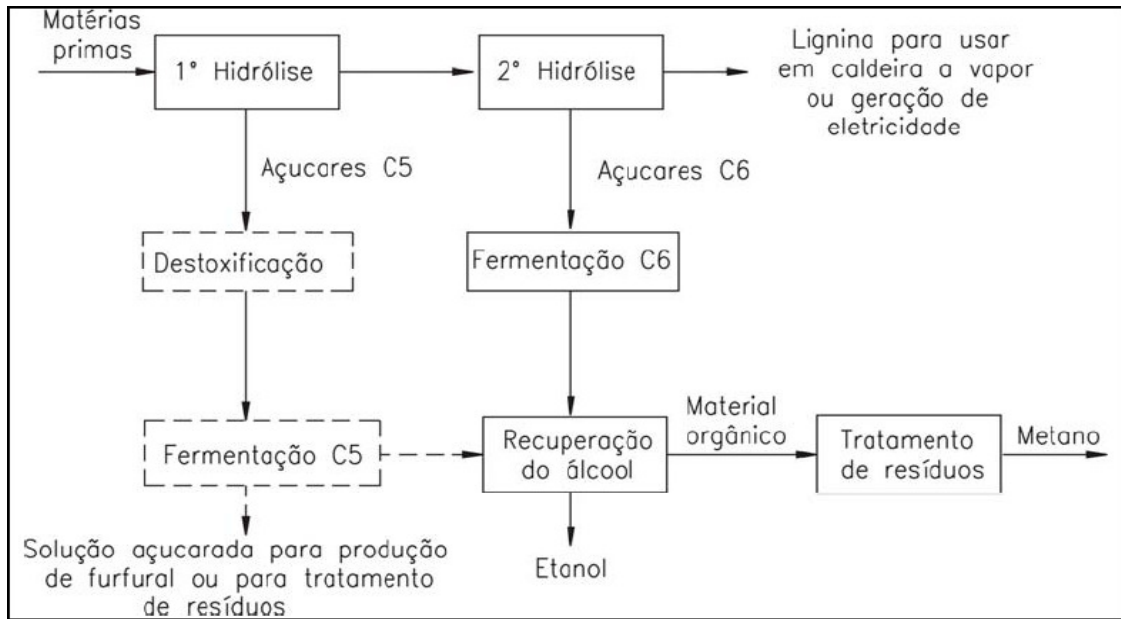 Matérias
primas
1° Hidrólise
2° Hidrólise
Lignina para usar
em caldeira a vapor
ou geração de
eletricidade
Açucares C5
Açucares C6
Destoxificação
Fermentação C6
Fermentação C5
Recuperação
do álcool
Material
orgânico
Tratamento
de resíduos
Metano
Solução açucarada para produção
de furfural ou para tratamento
de resíduos
Etanol